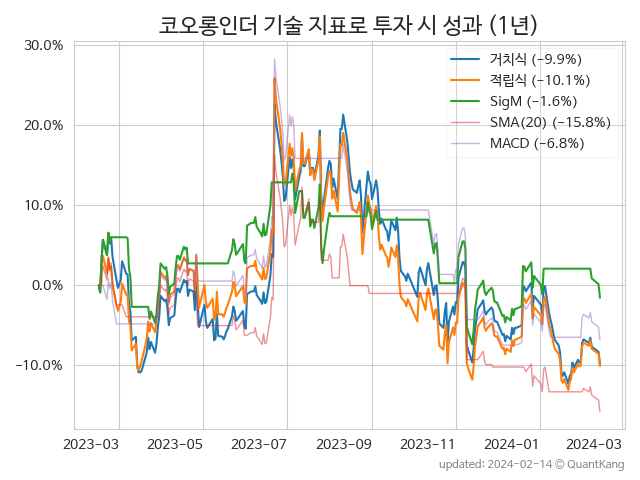 코오롱인더 기술 지표로 투자 시 성과 (1년)
30.0%
20.0%
10.0%
0.0%
−10.0%
거치식 (−9.9%)
적립식 (−10.1%)
SigM (−1.6%)
SMA(20) (−15.8%)
MACD (−6.8%)
2023-03 2023-05 2023-07 2023-09 2023-11 2024-01 2024-03
updated: 2024-02-14 © QuantKang